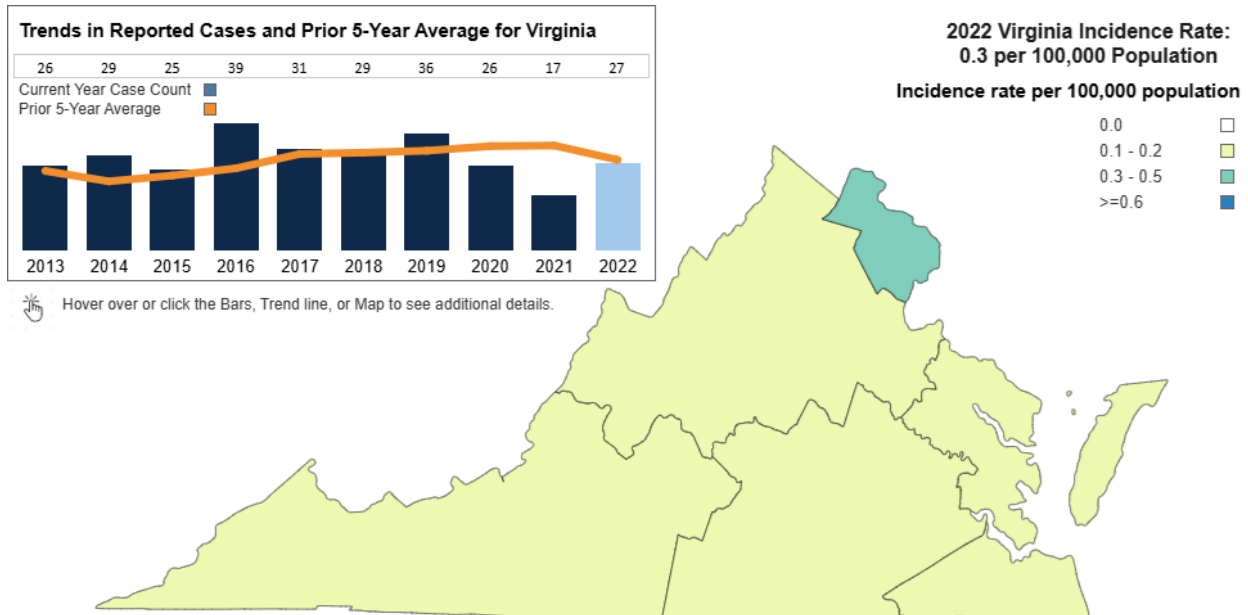 Trends in Reported Cases and Prior 5-Year Average for Virginia
26 29 25 39 31 29 36 26 17 27
Current Year Case Count
Prior 5-Year Average
2013 2014 2015 2016 2017 2018 2019 2020 2021 2022
Hover over or click the Bars, Trend line, or Map to see additional details.
2022 Virginia Incidence Rate:
0.3 per 100,000 Population
Incidence rate per 100,000 population
0.0
0.1 - 0.2
0.3 - 0.5
>=0.6